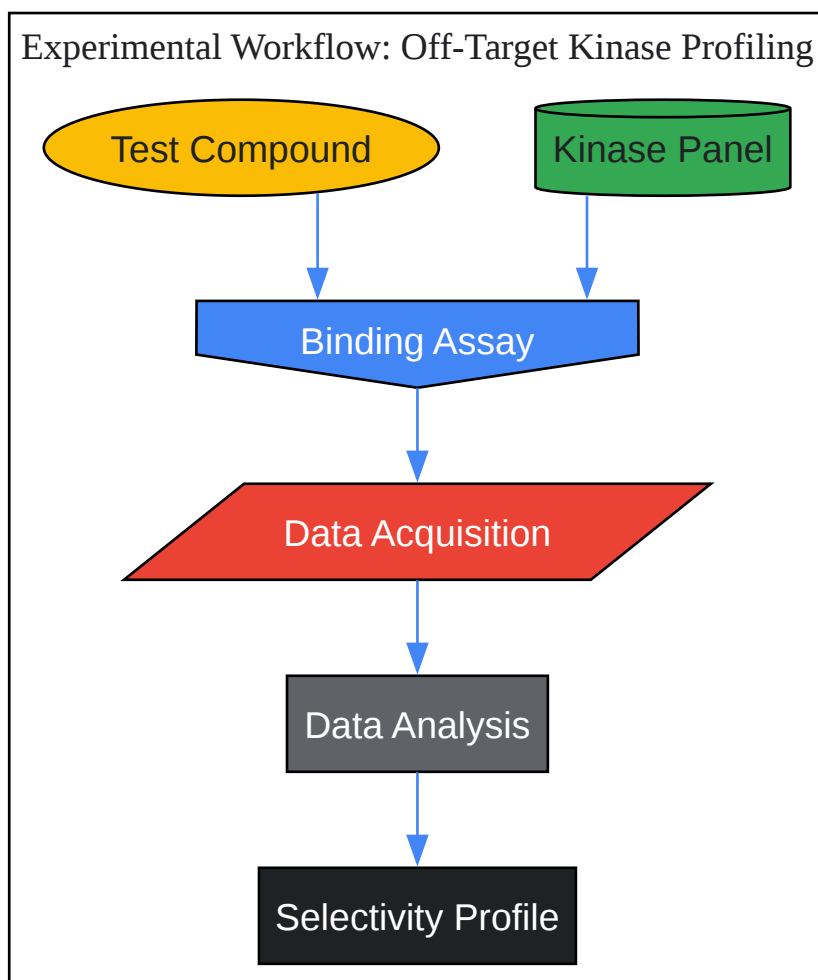 Experimental Workflow: Off-Target Kinase Profiling
Test Compound
Kinase Panel
Binding Assay
Data Acquisition
Data Analysis
Selectivity Profile